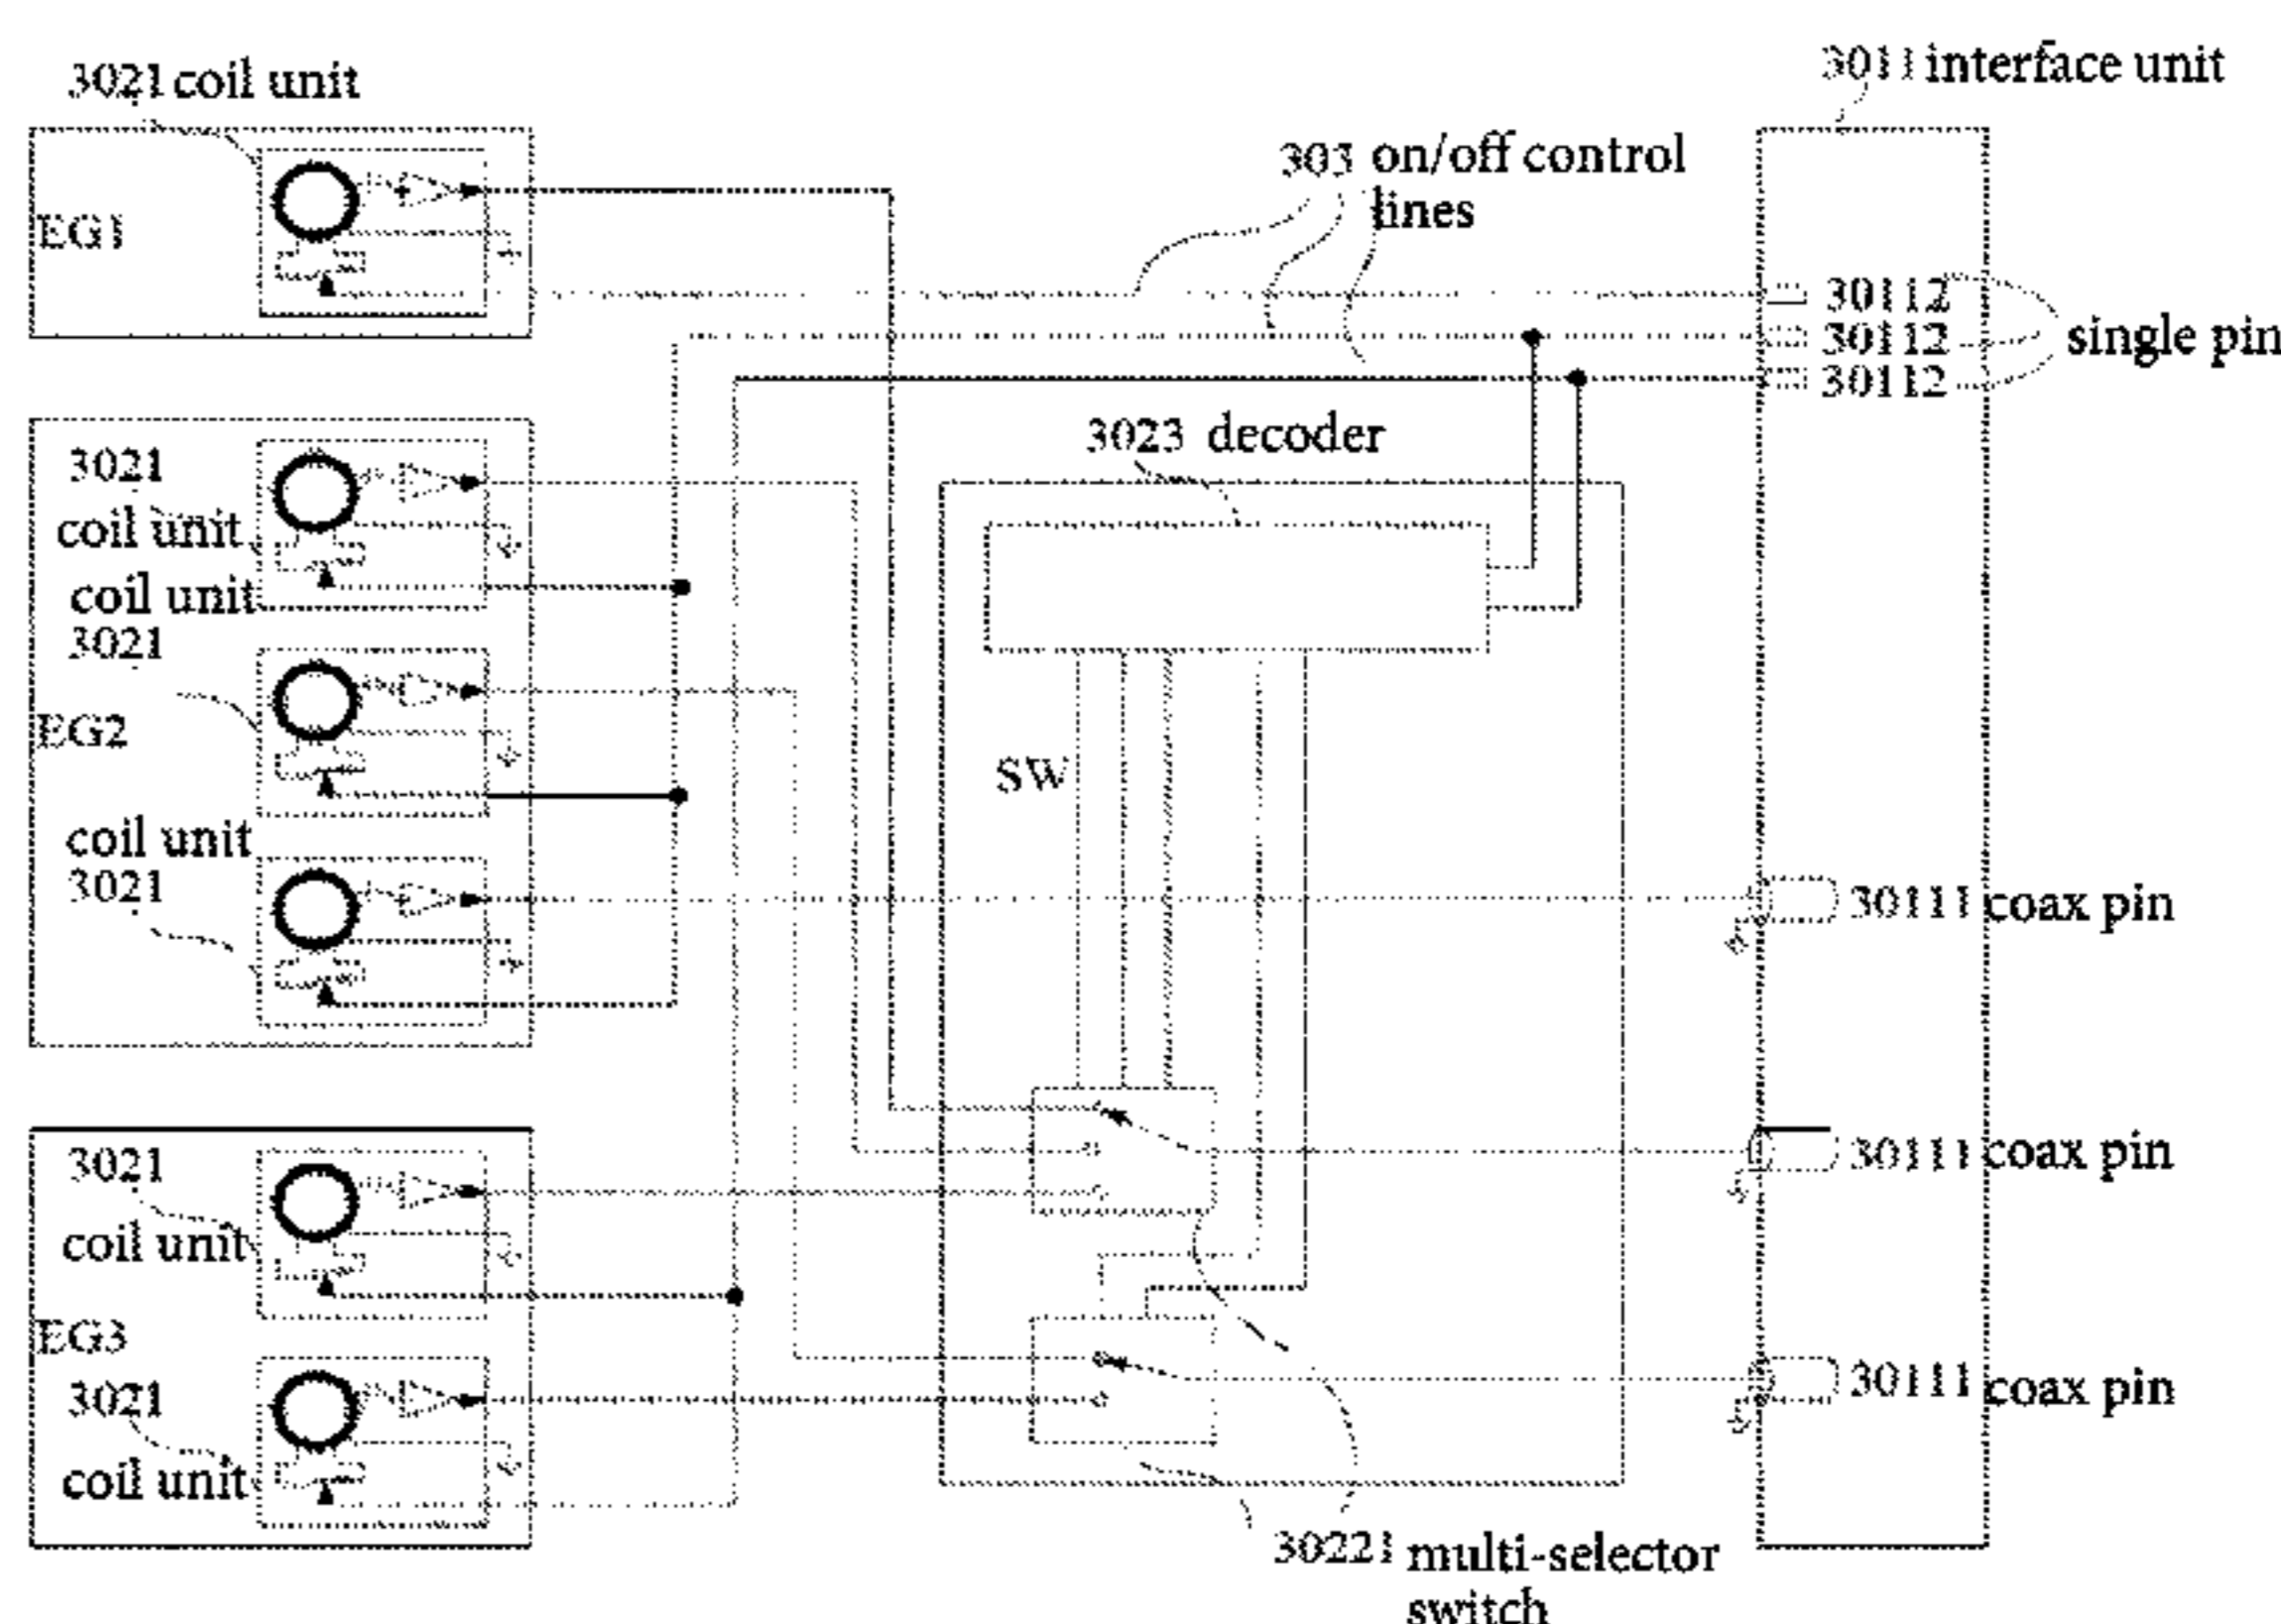 3021 coil unit
3011 interface unit
303 on/off control
lines
EG1
30112
30112
30112
single pin
3023 decoder
3021
coil unit
coil unit
3021
EG2
SW
coil unit
3021
30111 coax pin
3021
coil unit
30111 coax pin
EG3
3021
coil unit
30111 coax pin
30221 multi-selector
switch